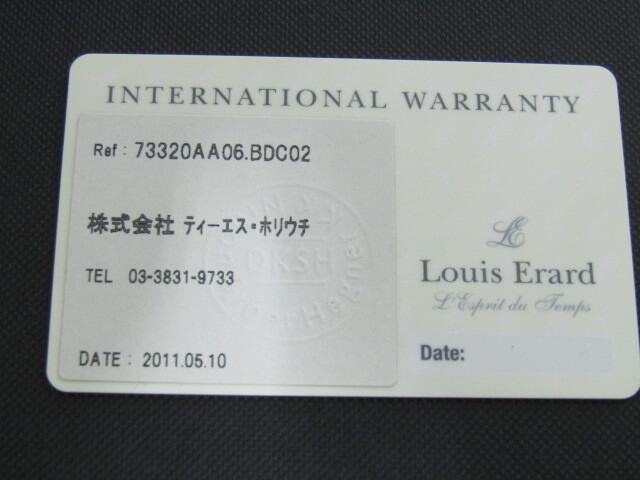 INTERNATIONAL WARRANTY
Ref : 73320AA06.BDC02
株式会社 ティーエス・ホリウチ
DKSH
TEL 03-3831-9733
DATE : 2011.05.10
LE
Louis Erard
L'Esprit du Temps
Date: